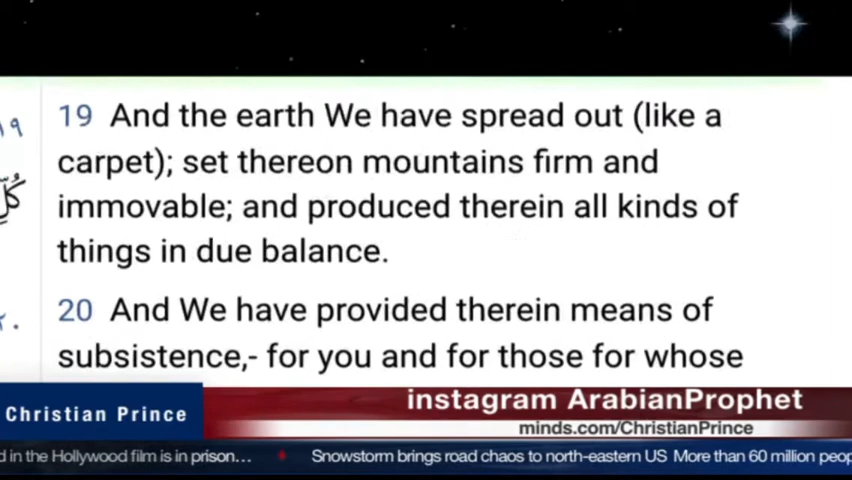 19 And the earth We have spread out (like a
carpet); set thereon mountains firm and
immovable; and produced therein all kinds of
things in due balance.
20 And We have provided therein means of
subsistence,- for you and for those for whose
Christian Prince
instagram ArabianProphet
minds.com/ChristianPrince
in the Hollywood film is in prison... • Snowstorm brings road chaos to north-eastern US More than 60 million